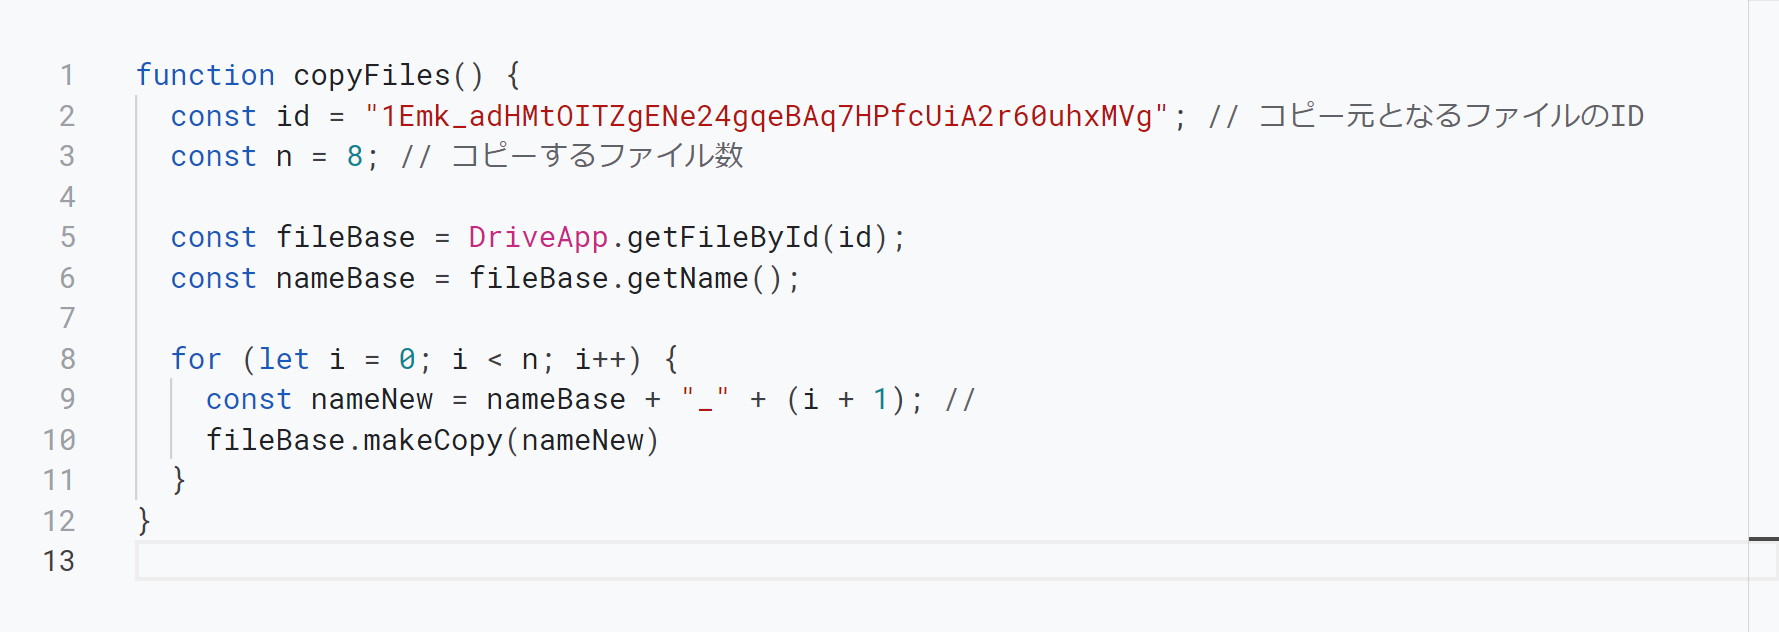 1 function copyFiles() {
2 const id = "1Emk_adHMtOITZgENe24gqeBAq7HPfcUiA2r60uhxMVg"; // コピー元となるファイルのID
3 const n = 8; // コピーするファイル数
4
5 const fileBase = DriveApp.getFileById(id);
6 const nameBase = fileBase.getName();
7
8 for (let i = 0; i < n; i++) {
9 const nameNew = nameBase + "_" + (i + 1); //
10 fileBase.makeCopy(nameNew)
11 }
12 }
13